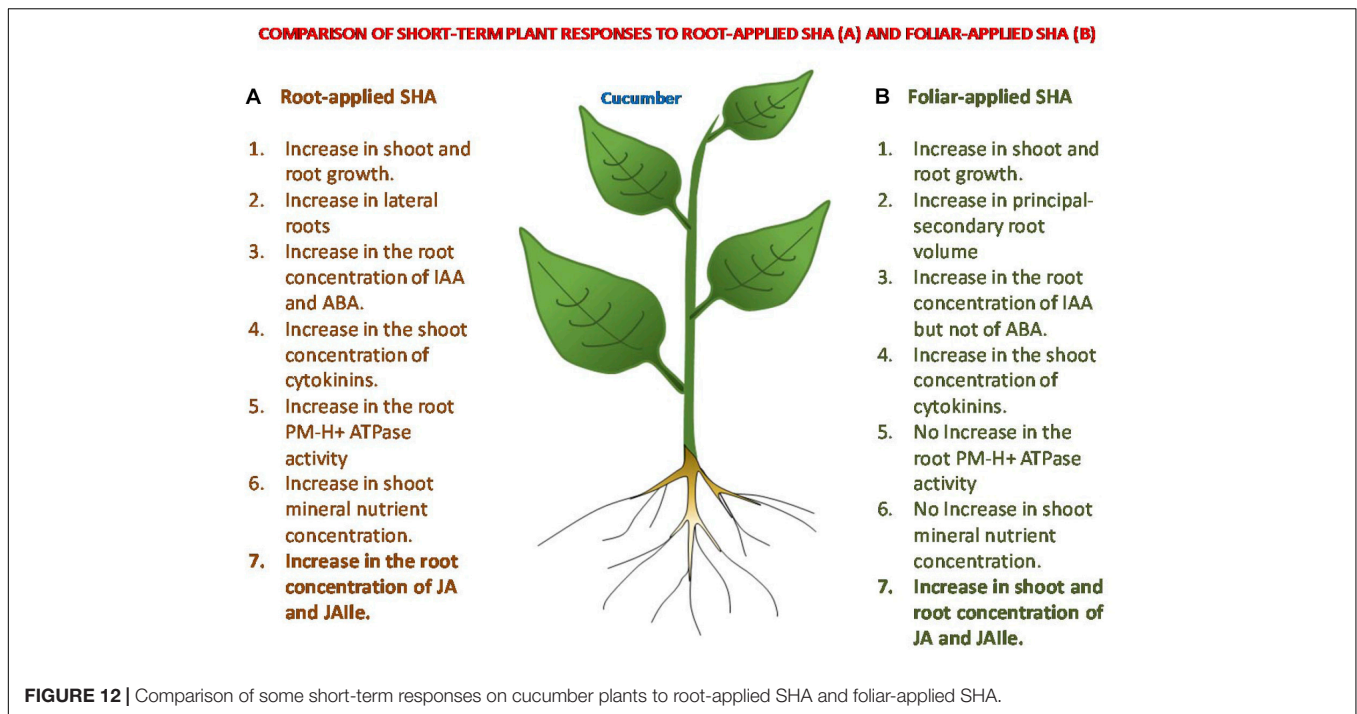 COMPARISON OF SHORT-TERM PLANT RESPONSES TO ROOT-APPLIED SHA (A) AND FOLIAR-APPLIED SHA (B)
A Root-applied SHA
1. Increase in shoot and
root growth.
2. Increase in lateral
roots
3. Increase in the root
concentration of IAA
and ABA.
4. Increase in the shoot
concentration of
cytokinins.
5. Increase in the root
PM-H+ ATPase
activity
6. Increase in shoot
mineral nutrient
concentration.
7. Increase in the root
concentration of JA
and JAIle.
Cucumber
B Foliar-applied SHA
1. Increase in shoot and
root growth.
2. Increase in principal-
secondary root
volume
3. Increase in the root
concentration of IAA
but not of ABA.
4. Increase in the shoot
concentration of
cytokinins.
5. No Increase in the
root PM-H+ ATPase
activity
6. No Increase in shoot
mineral nutrient
concentration.
7. Increase in shoot and
root concentration of
JA and JAIle.
FIGURE 12 | Comparison of some short-term responses on cucumber plants to root-applied SHA and foliar-applied SHA.